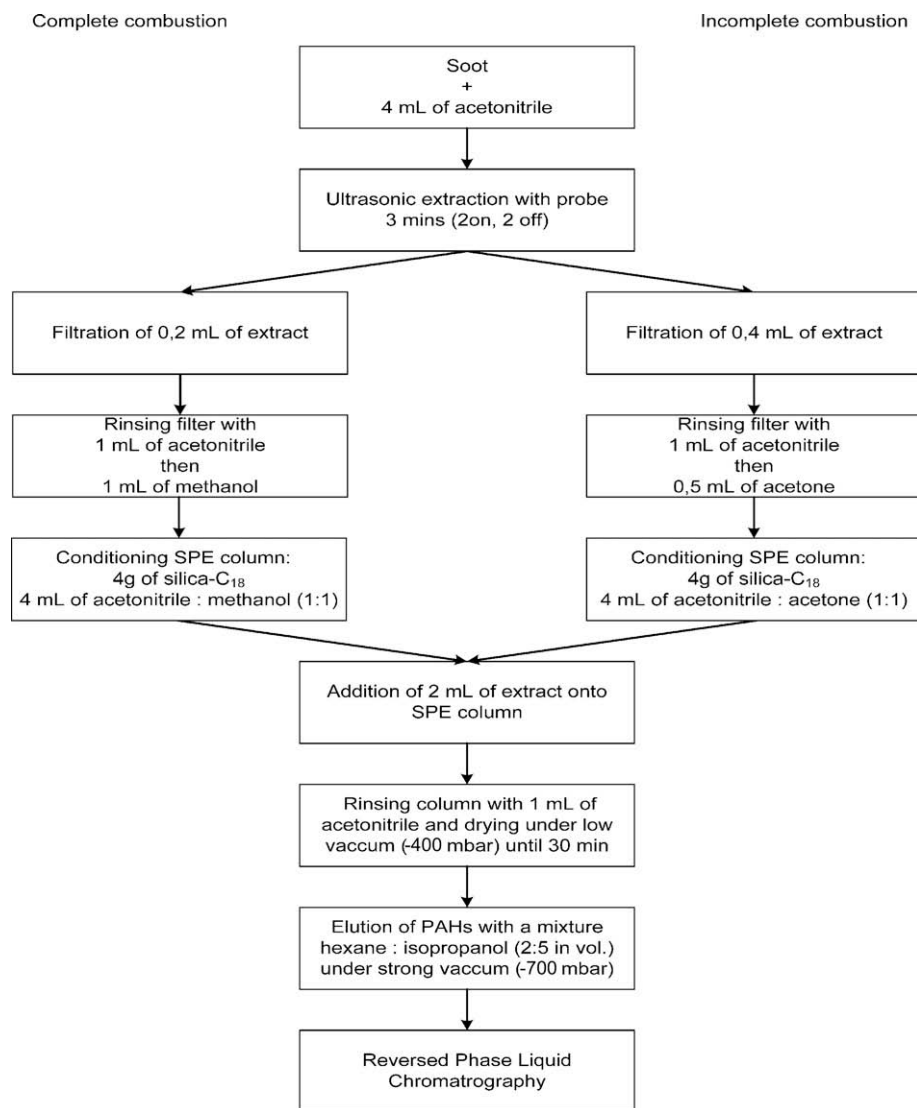 Complete combustion
Incomplete combustion
Soot
+
4 mL of acetonitrile
Ultrasonic extraction with probe
3 mins (2on, 2 off)
Filtration of 0,2 mL of extract
Filtration of 0,4 mL of extract
Rinsing filter with
1 mL of acetonitrile
then
1 mL of methanol
Rinsing filter with
1 mL of acetonitrile
then
0,5 mL of acetone
Conditioning SPE column:
4g of silica-C₁₈
4 mL of acetonitrile : methanol (1:1)
Conditioning SPE column:
4g of silica-C₁₈
4 mL of acetonitrile : acetone (1:1)
Addition of 2 mL of extract onto
SPE column
Rinsing column with 1 mL of
acetonitrile and drying under low
vaccum (-400 mbar) until 30 min
Elution of PAHs with a mixture
hexane : isopropanol (2:5 in vol.)
under strong vaccum (-700 mbar)
Reversed Phase Liquid
Chromatrography